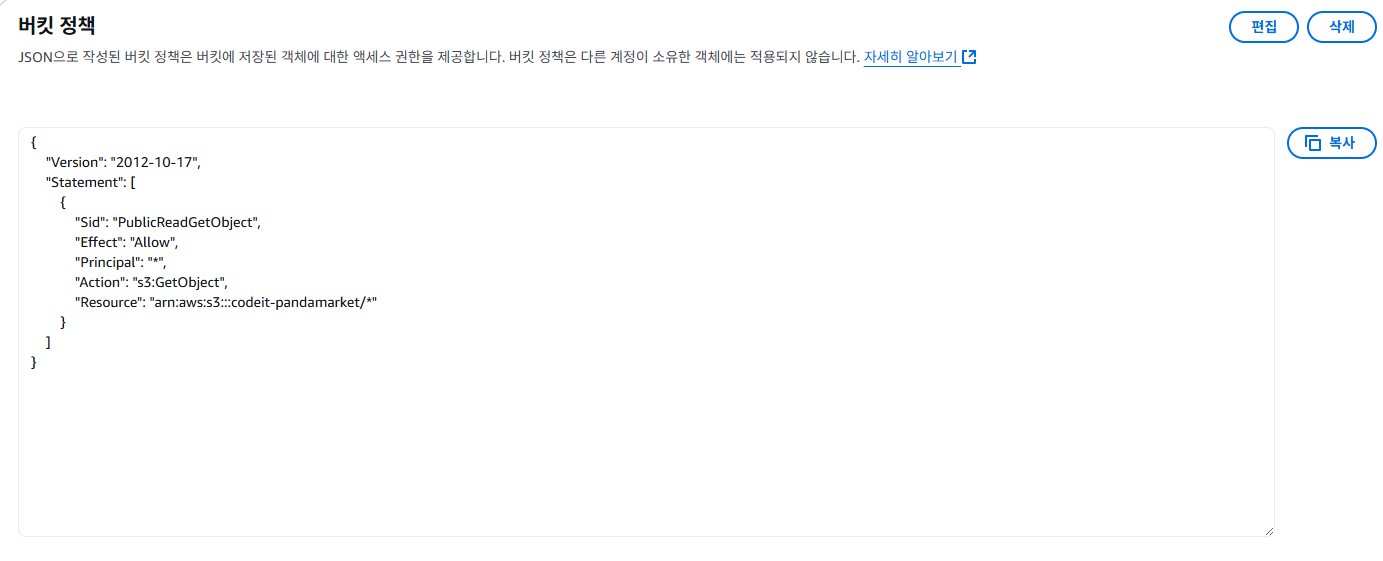 버킷 정책
편집
삭제
JSON으로 작성된 버킷 정책은 버킷에 저장된 객체에 대한 액세스 권한을 제공합니다. 버킷 정책은 다른 계정이 소유한 객체에는 적용되지 않습니다. 자세히 알아보기
복사
{
    "Version": "2012-10-17",
    "Statement": [
        {
            "Sid": "PublicReadGetObject",
            "Effect": "Allow",
            "Principal": "*",
            "Action": "s3:GetObject",
            "Resource": "arn:aws:s3:::codeit-pandamarket/*"
        }
    ]
}